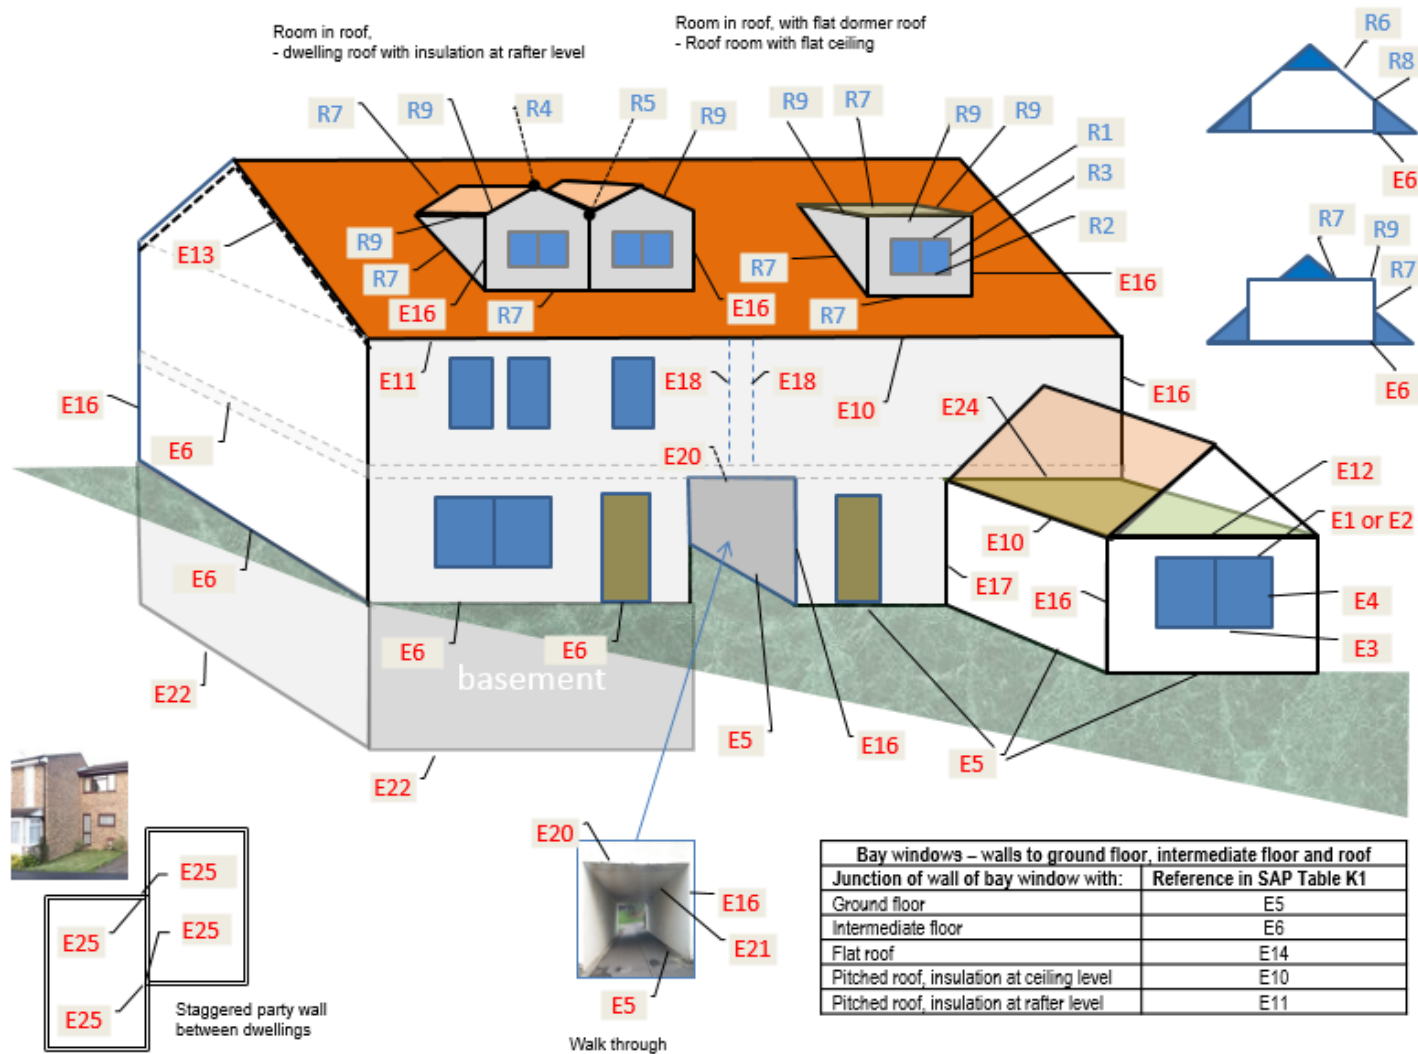 Room in roof,
- dwelling roof with insulation at rafter level
Room in roof, with flat dormer roof
- Roof room with flat ceiling
R6
R8
E6
R7
R9
R4
R5
R9
R9
R7
R9
R9
R1
R3
R2
R7
R9
R7
E6
E13
R9
R7
E16
R7
E16
R7
R7
E16
E11
E18
E18
E10
E16
E24
E16
E6
E20
E12
E1 or E2
E10
E17
E16
E4
E3
E6
E6
E6
basement
E22
E5
E16
E5
E22
E20
E16
E21
E5
Walk through
E25
E25
E25
E25
Staggered party wall
between dwellings
Bay windows – walls to ground floor, intermediate floor and roof
Junction of wall of bay window with: Reference in SAP Table K1
Ground floor E5
Intermediate floor E6
Flat roof E14
Pitched roof, insulation at ceiling level E10
Pitched roof, insulation at rafter level E11